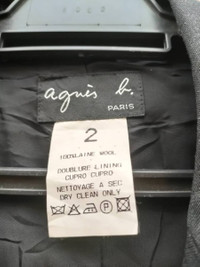 agnès b.
PARIS
2
100%LAINE WOOL
DOUBLURE LINING
CUPRO CUPRO
NETTOYAGE A SEC
DRY CLEAN ONLY